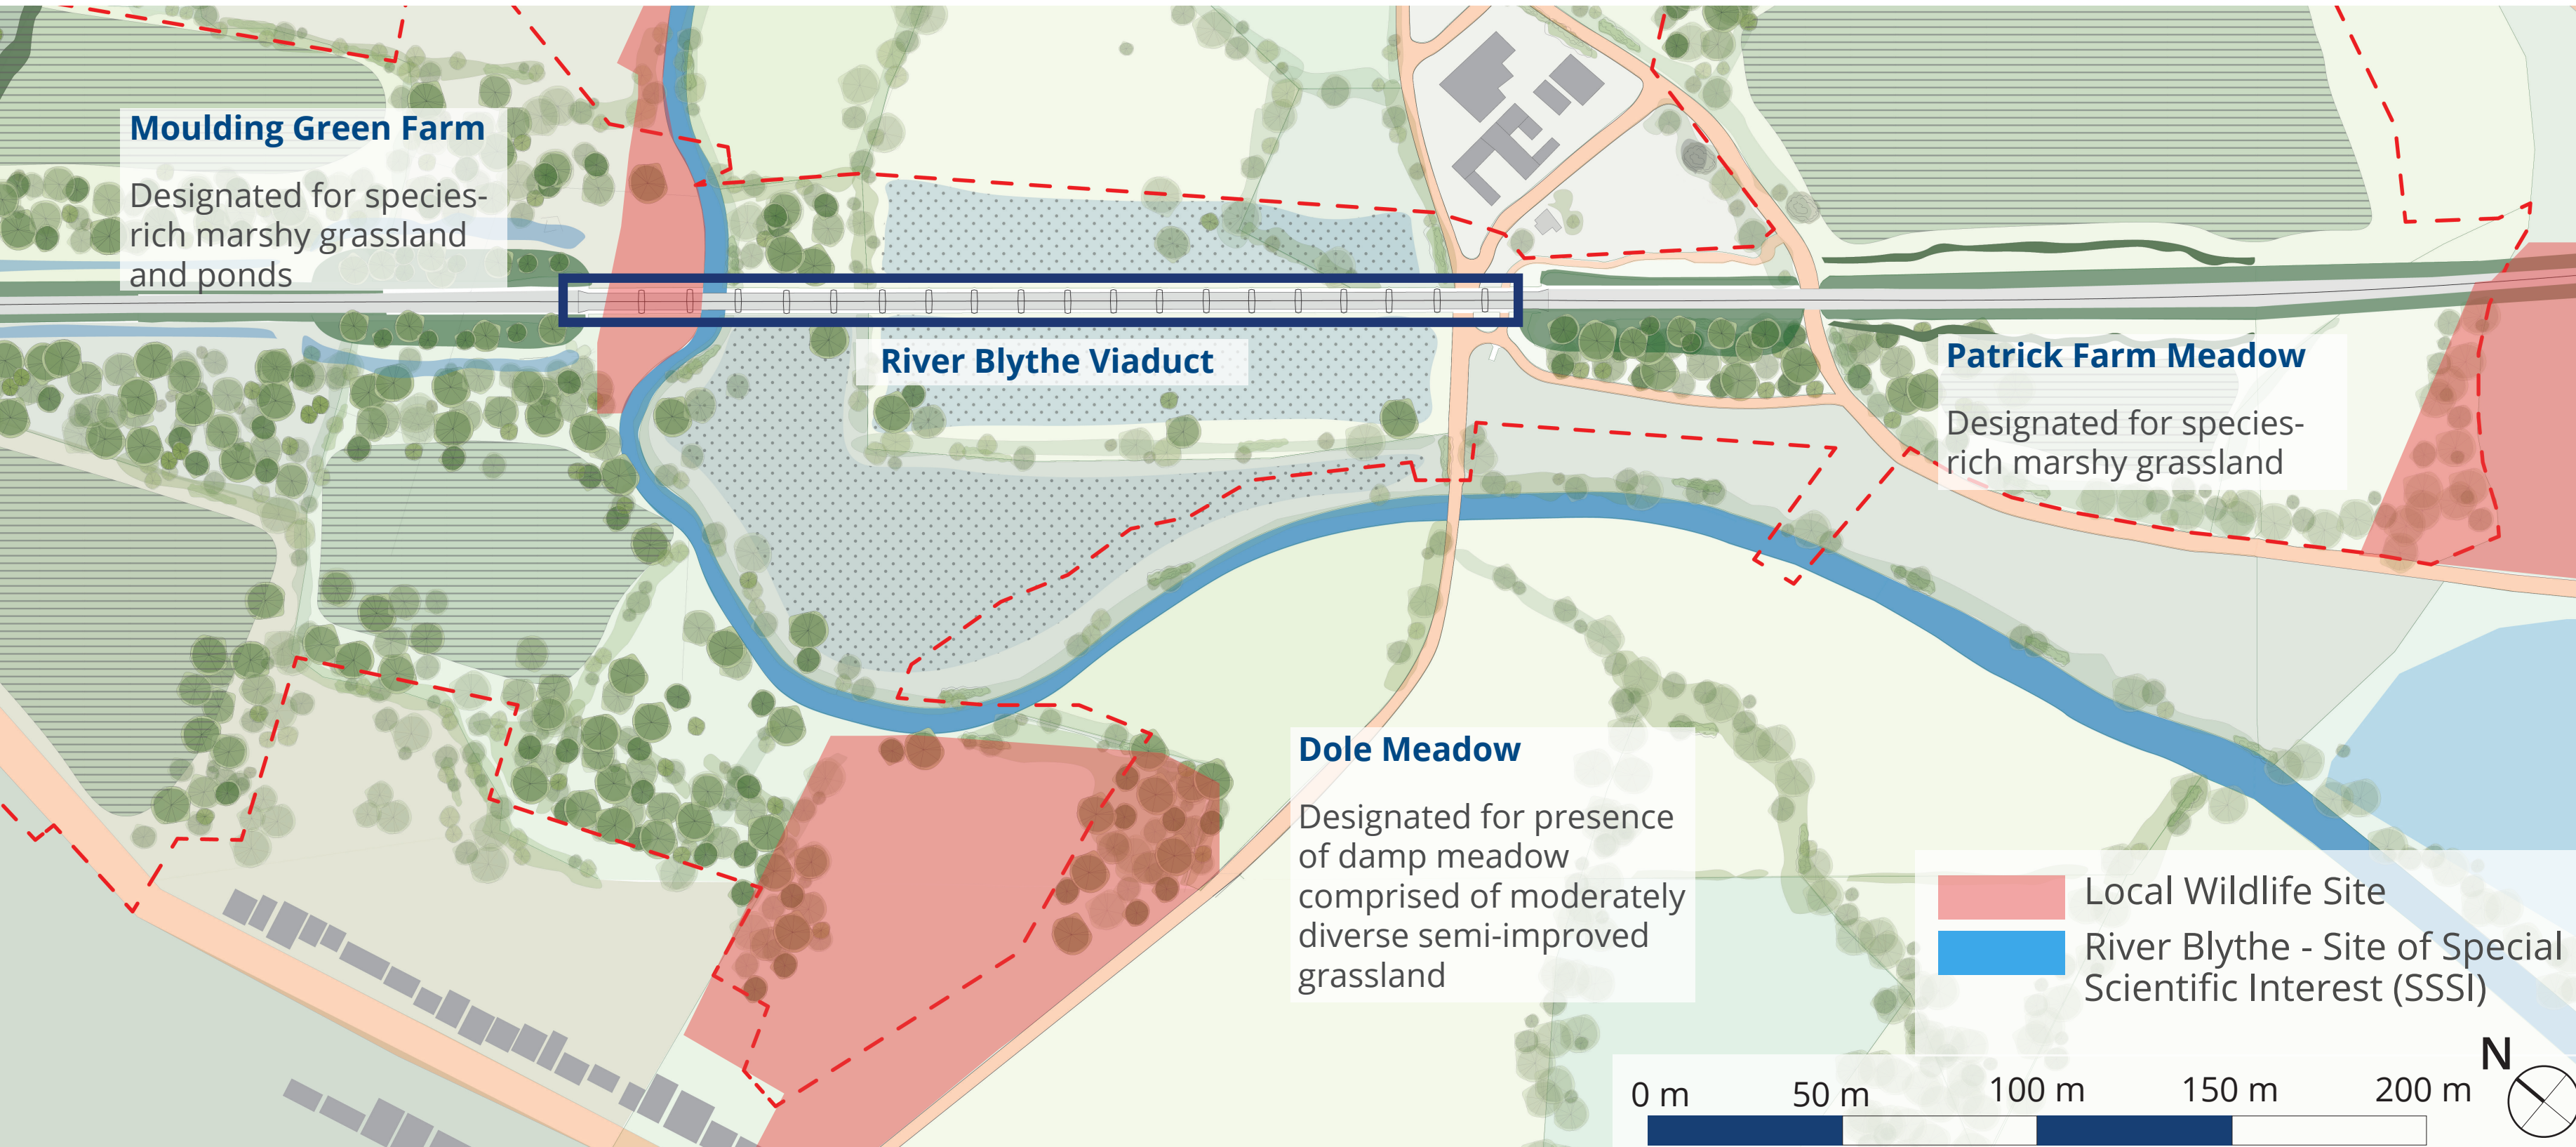 Moulding Green Farm
Designated for species-
rich marshy grassland
and ponds
River Blythe Viaduct
Patrick Farm Meadow
Designated for species-
rich marshy grassland
Dole Meadow
Designated for presence
of damp meadow
comprised of moderately
diverse semi-improved
grassland
Local Wildlife Site
River Blythe - Site of Special
Scientific Interest (SSSI)
N
0 m 50 m 100 m 150 m 200 m